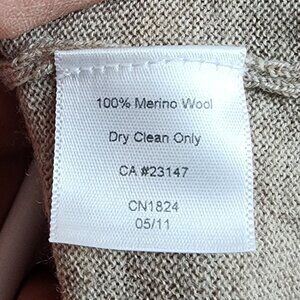 100% Merino Wool
Dry Clean Only
CA #23147
CN1824
05/11